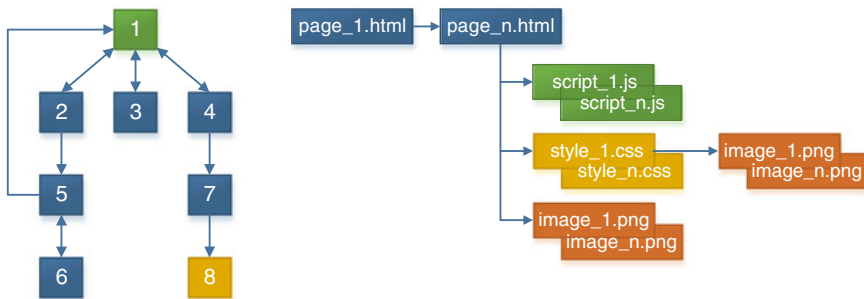 1
2 3 4
5 7
6 8
page_1.html page_n.html
script_1.js
script_n.js
style_1.css image_1.png
style_n.css image_n.png
image_1.png
image_n.png